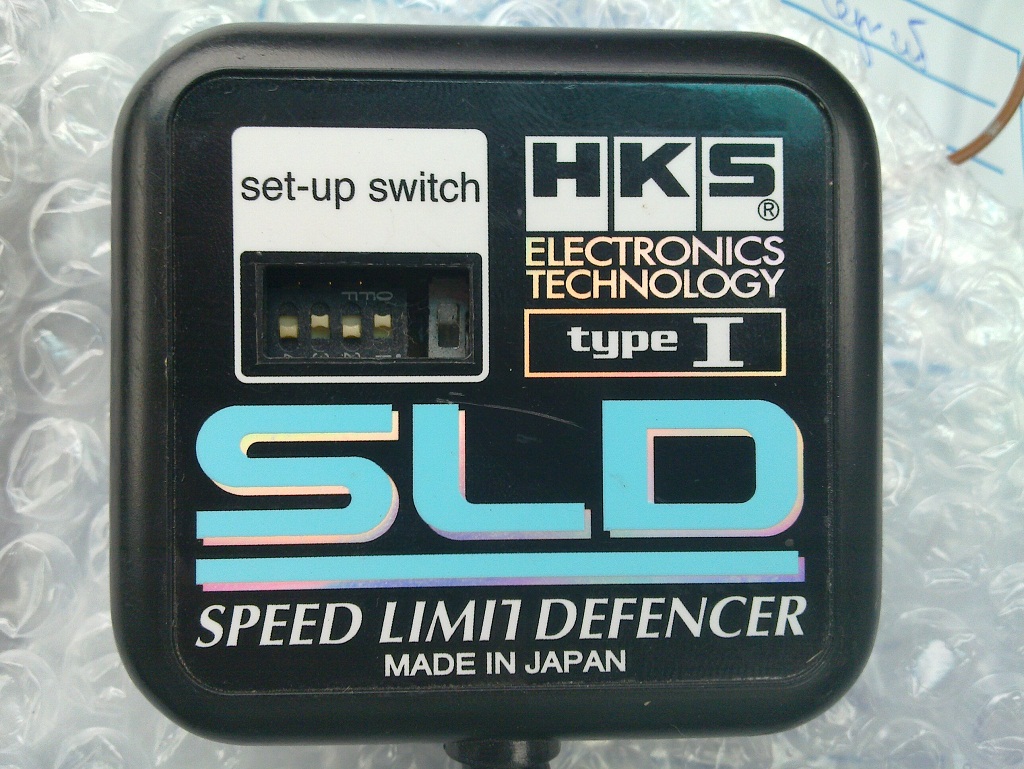 set-up switch
HKS®
ELECTRONICS
TECHNOLOGY
type I
SLD
SPEED LIMIT DEFENCER
MADE IN JAPAN